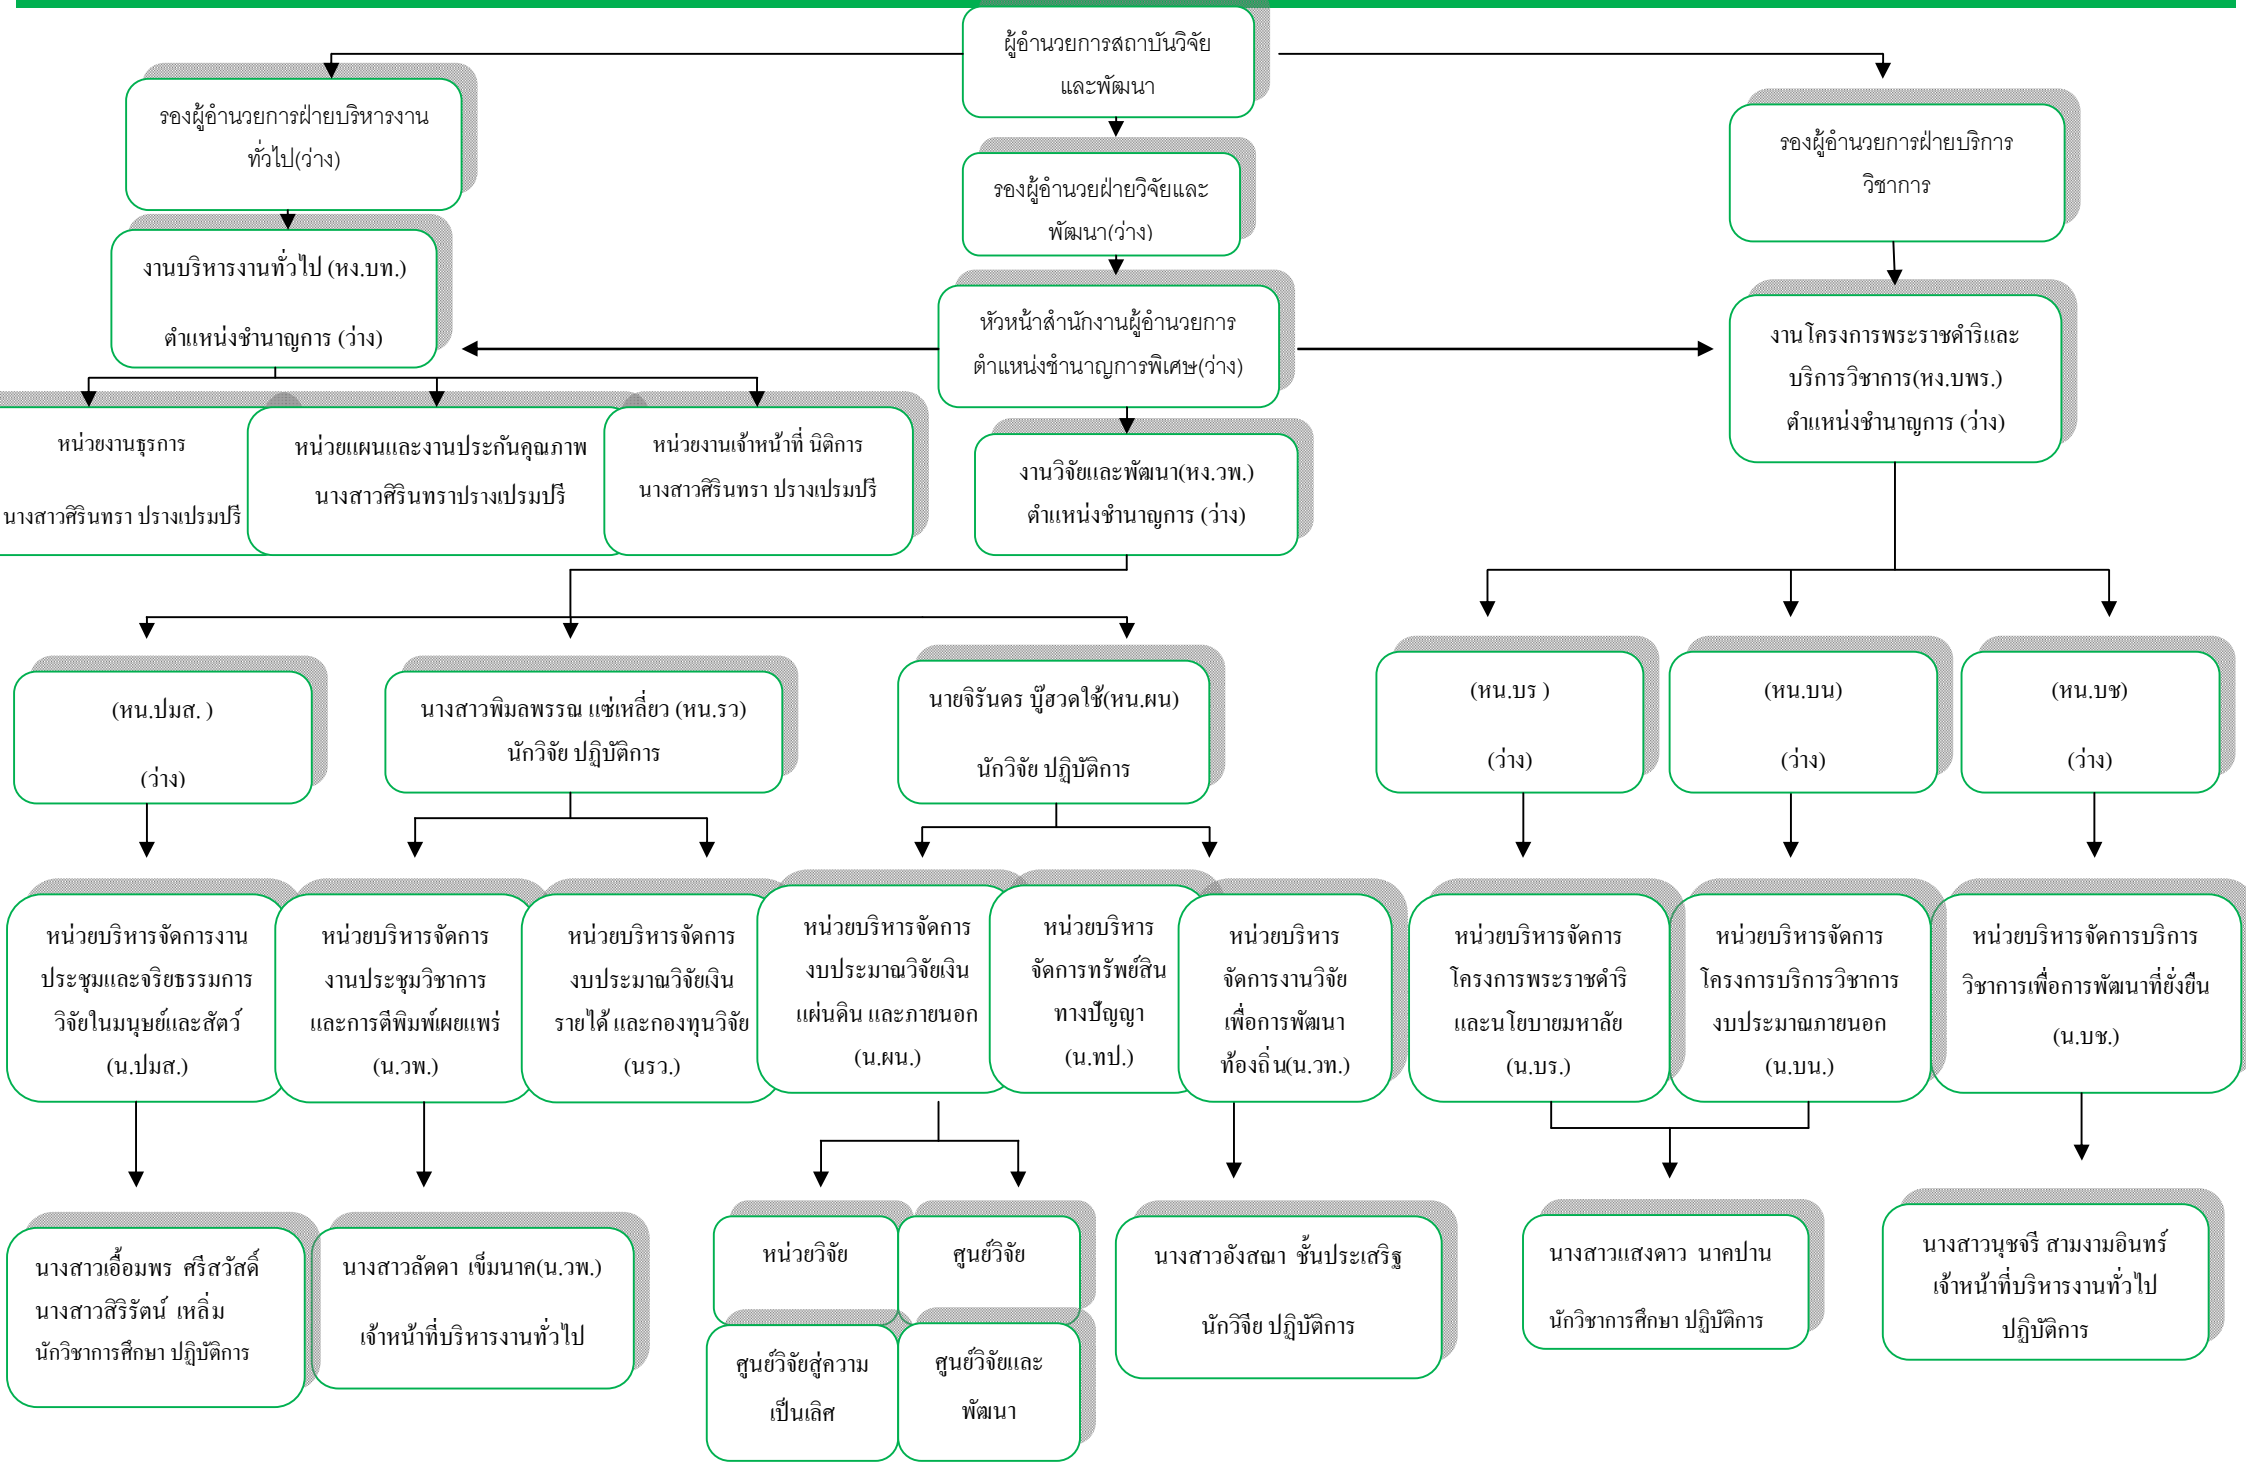 ผู้อำนวยการสถาบันวิจัย
และพัฒนา
รองผู้อำนวยการฝ่ายบริหารงาน
ทั่วไป(ว่าง)
รองผู้อำนวยฝ่ายวิจัยและ
พัฒนา(ว่าง)
รองผู้อำนวยการฝ่ายบริการ
วิชาการ
งานบริหารงานทั่วไป (หง.บท.)
ตำแหน่งชำนาญการ (ว่าง)
หัวหน้าสำนักงานผู้อำนวยการ
ตำแหน่งชำนาญการพิเศษ(ว่าง)
งานโครงการพระราชดำริและ
บริการวิชาการ(หง.บพร.)
ตำแหน่งชำนาญการ (ว่าง)
หน่วยงานธุรการ
นางสาวศิรินทรา ปรางเปรมปรี
หน่วยแผนและงานประกันคุณภาพ
นางสาวศิรินทราปรางเปรมปรี
หน่วยงานเจ้าหน้าที่ นิติการ
นางสาวศิรินทรา ปรางเปรมปรี
งานวิจัยและพัฒนา(หง.วพ.)
ตำแหน่งชำนาญการ (ว่าง)
(หน.ปมส. )
(ว่าง)
นางสาวพิมลพรรณ แซ่เหลี่ยว (หน.รว)
นักวิจัย ปฏิบัติการ
นายจิรันดร บู๊ฮวดใช้(หน.ผน)
นักวิจัย ปฏิบัติการ
(หน.บร )
(ว่าง)
(หน.บน)
(ว่าง)
(หน.บช)
(ว่าง)
หน่วยบริหารจัดการงาน
ประชุมและจริยธรรมการ
วิจัยในมนุษย์และสัตว์
(น.ปมส.)
หน่วยบริหารจัดการ
งานประชุมวิชาการ
และการตีพิมพ์เผยแพร่
(น.วพ.)
หน่วยบริหารจัดการ
งบประมาณวิจัยเงิน
รายได้ และกองทุนวิจัย
(นรว.)
หน่วยบริหารจัดการ
งบประมาณวิจัยเงิน
แผ่นดิน และภายนอก
(น.ผน.)
หน่วยบริหาร
จัดการทรัพย์สิน
ทางปัญญา
(น.ทป.)
หน่วยบริหาร
จัดการงานวิจัย
เพื่อการพัฒนา
ท้องถิ่น(น.วท.)
หน่วยบริหารจัดการ
โครงการพระราชดำริ
และนโยบายมหาลัย
(น.บร.)
หน่วยบริหารจัดการ
โครงการบริการวิชาการ
งบประมาณภายนอก
(น.บน.)
หน่วยบริหารจัดการบริการ
วิชาการเพื่อการพัฒนาที่ยั่งยืน
(น.บช.)
นางสาวเอื้อมพร ศรีสวัสดิ์
นางสาวสิริรัตน์ เหลิ่ม
นักวิชาการศึกษา ปฏิบัติการ
นางสาวลัดดา เข็มนาค(น.วพ.)
เจ้าหน้าที่บริหารงานทั่วไป
หน่วยวิจัย
ศูนย์วิจัย
ศูนย์วิจัยสู่ความ
เป็นเลิศ
ศูนย์วิจัยและ
พัฒนา
นางสาวอังสณา ชั้นประเสริฐ
นักวิจีย ปฏิบัติการ
นางสาวแสงดาว นาคปาน
นักวิชาการศึกษา ปฏิบัติการ
นางสาวนุชจรี สามงามอินทร์
เจ้าหน้าที่บริหารงานทั่วไป
ปฏิบัติการ